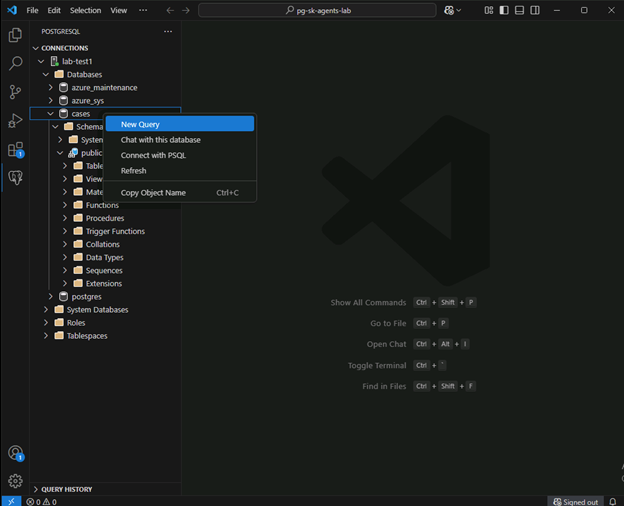 File Edit Selection View ··· pg-sk-agents-lab
POSTGRESQL ···
CONNECTIONS
lab-test1
Databases
azure_maintenance
azure_sys
cases
New Query
Schema
Chat with this database
System
public
Connect with PSQL
Table
Refresh
View
Mate
Copy Object Name Ctrl+C
Functions
Procedures
Trigger Functions
Collations
Data Types
Sequences
Extensions
postgres
System Databases
Roles
Tablespaces
Show All Commands Ctrl + Shift + P
Go to File Ctrl + P
Open Chat Ctrl + Alt + I
Toggle Terminal Ctrl + `
Find in Files Ctrl + Shift + F
1
1
QUERY HISTORY
0 0 Signed out